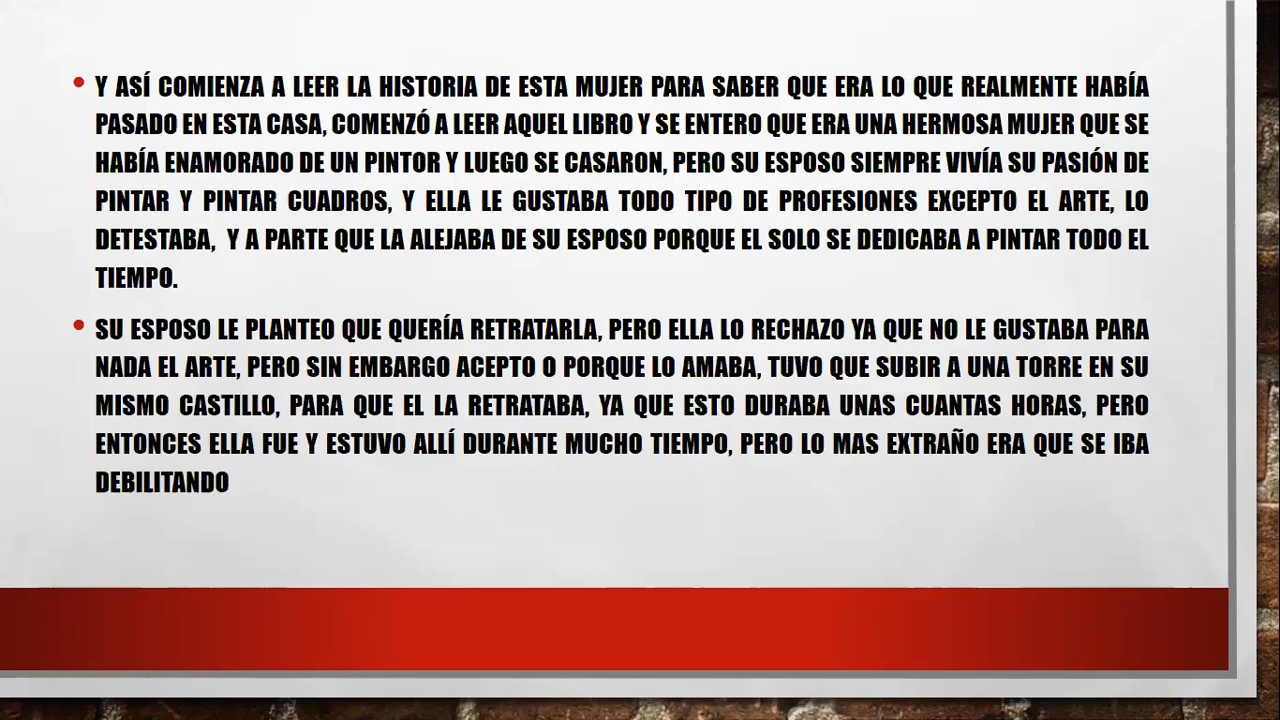 • Y ASÍ COMIENZA A LEER LA HISTORIA DE ESTA MUJER PARA SABER QUE ERA LO QUE REALMENTE HABÍA
PASADO EN ESTA CASA, COMENZÓ A LEER AQUEL LIBRO Y SE ENTERO QUE ERA UNA HERMOSA MUJER QUE SE
HABÍA ENAMORADO DE UN PINTOR Y LUEGO SE CASARON, PERO SU ESPOSO SIEMPRE VIVÍA SU PASIÓN DE
PINTAR Y PINTAR CUADROS, Y ELLA LE GUSTABA TODO TIPO DE PROFESIONES EXCEPTO EL ARTE, LO
DETESTABA, Y A PARTE QUE LA ALEJABA DE SU ESPOSO PORQUE EL SOLO SE DEDICABA A PINTAR TODO EL
TIEMPO.
• SU ESPOSO LE PLANTEO QUE QUERÍA RETRATARLA, PERO ELLA LO RECHAZO YA QUE NO LE GUSTABA PARA
NADA EL ARTE, PERO SIN EMBARGO ACEPTO O PORQUE LO AMABA, TUVO QUE SUBIR A UNA TORRE EN SU
MISMO CASTILLO, PARA QUE EL LA RETRATABA, YA QUE ESTO DURABA UNAS CUANTAS HORAS, PERO
ENTONCES ELLA FUE Y ESTUVO ALLÍ DURANTE MUCHO TIEMPO, PERO LO MAS EXTRAÑO ERA QUE SE IBA
DEBILITANDO